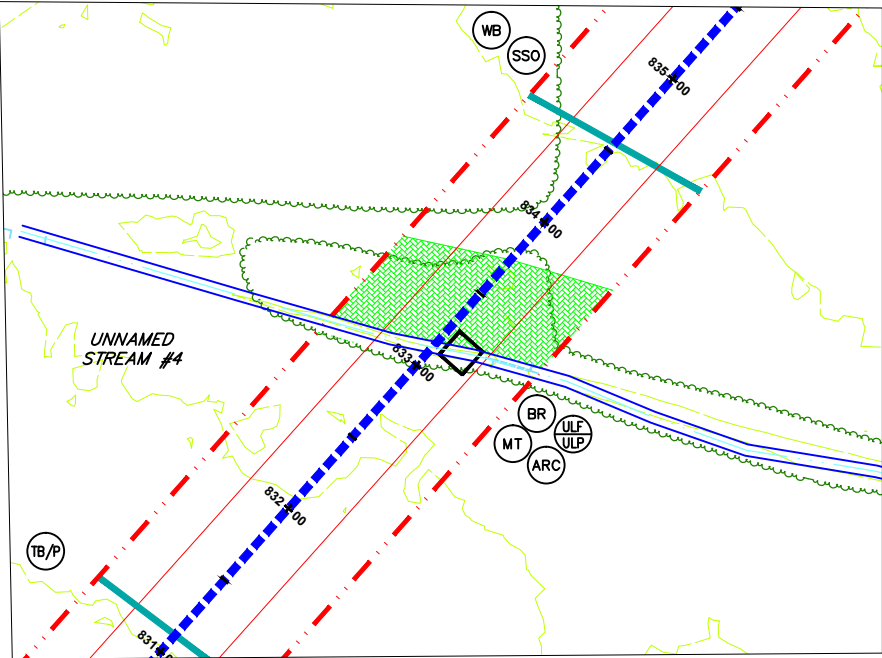 WB
SSO
835+00
834+00
UNNAMED
STREAM #4
833+00
BR
ULF
ULP
MT
ARC
832+00
TB/P